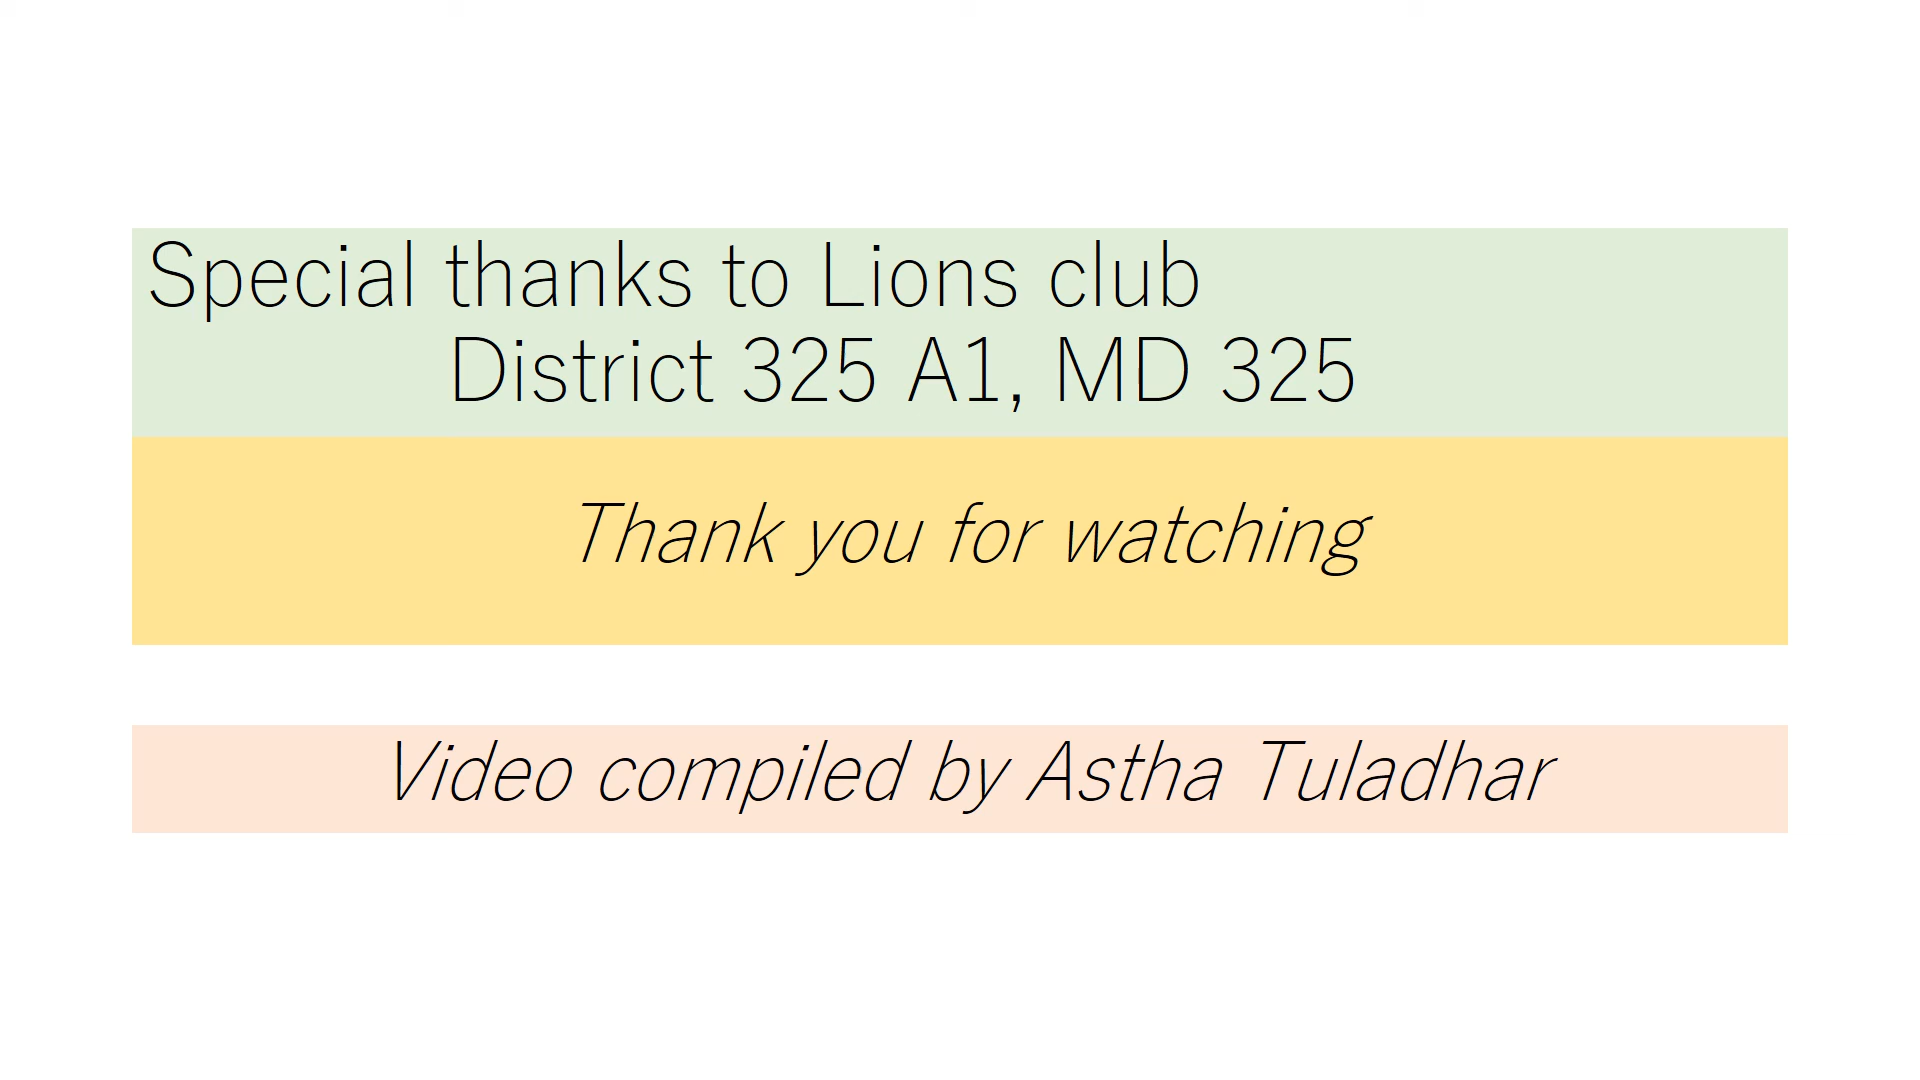 Special thanks to Lions club
District 325 A1, MD 325
Thank you for watching
Video compiled by Astha Tuladhar